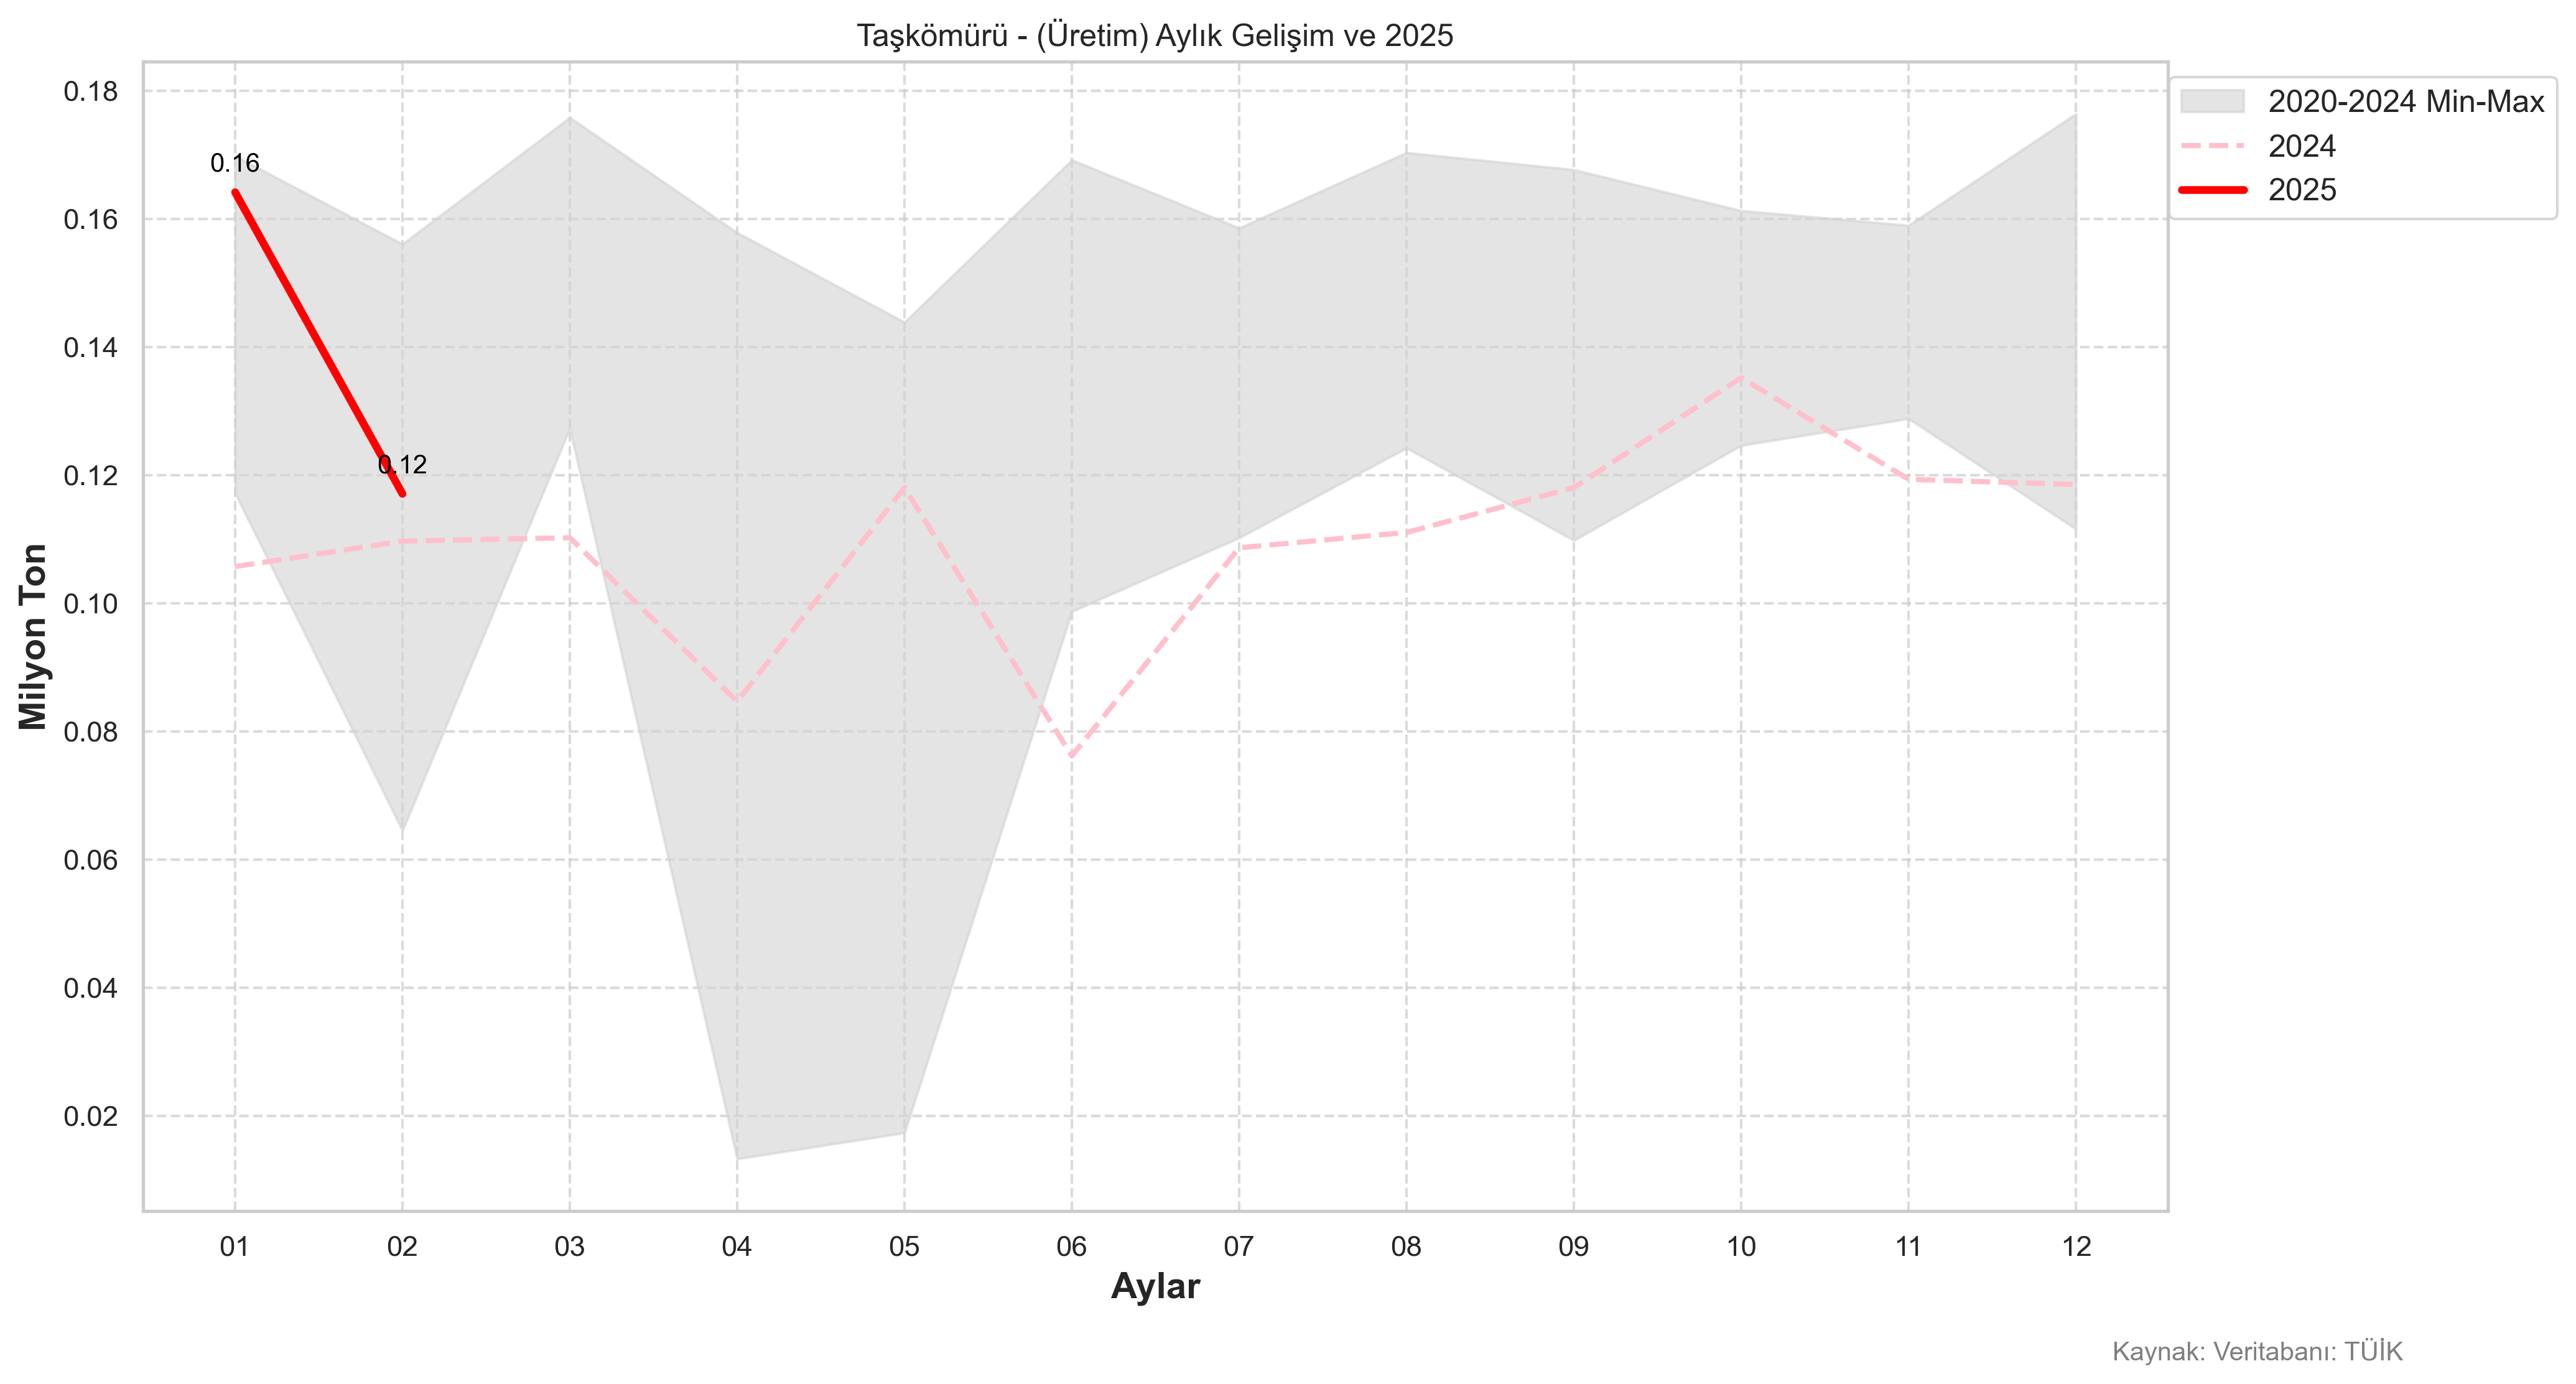 Taşkömürü - (Üretim) Aylık Gelişim ve 2025
2020-2024 Min-Max
2024
2025
0.18
0.16
0.14
0.12
0.10
0.08
0.06
0.04
0.02
Milyon Ton
0.16
0.12
01 02 03 04 05 06 07 08 09 10 11 12
Aylar
Kaynak: Veritabanı: TÜİK